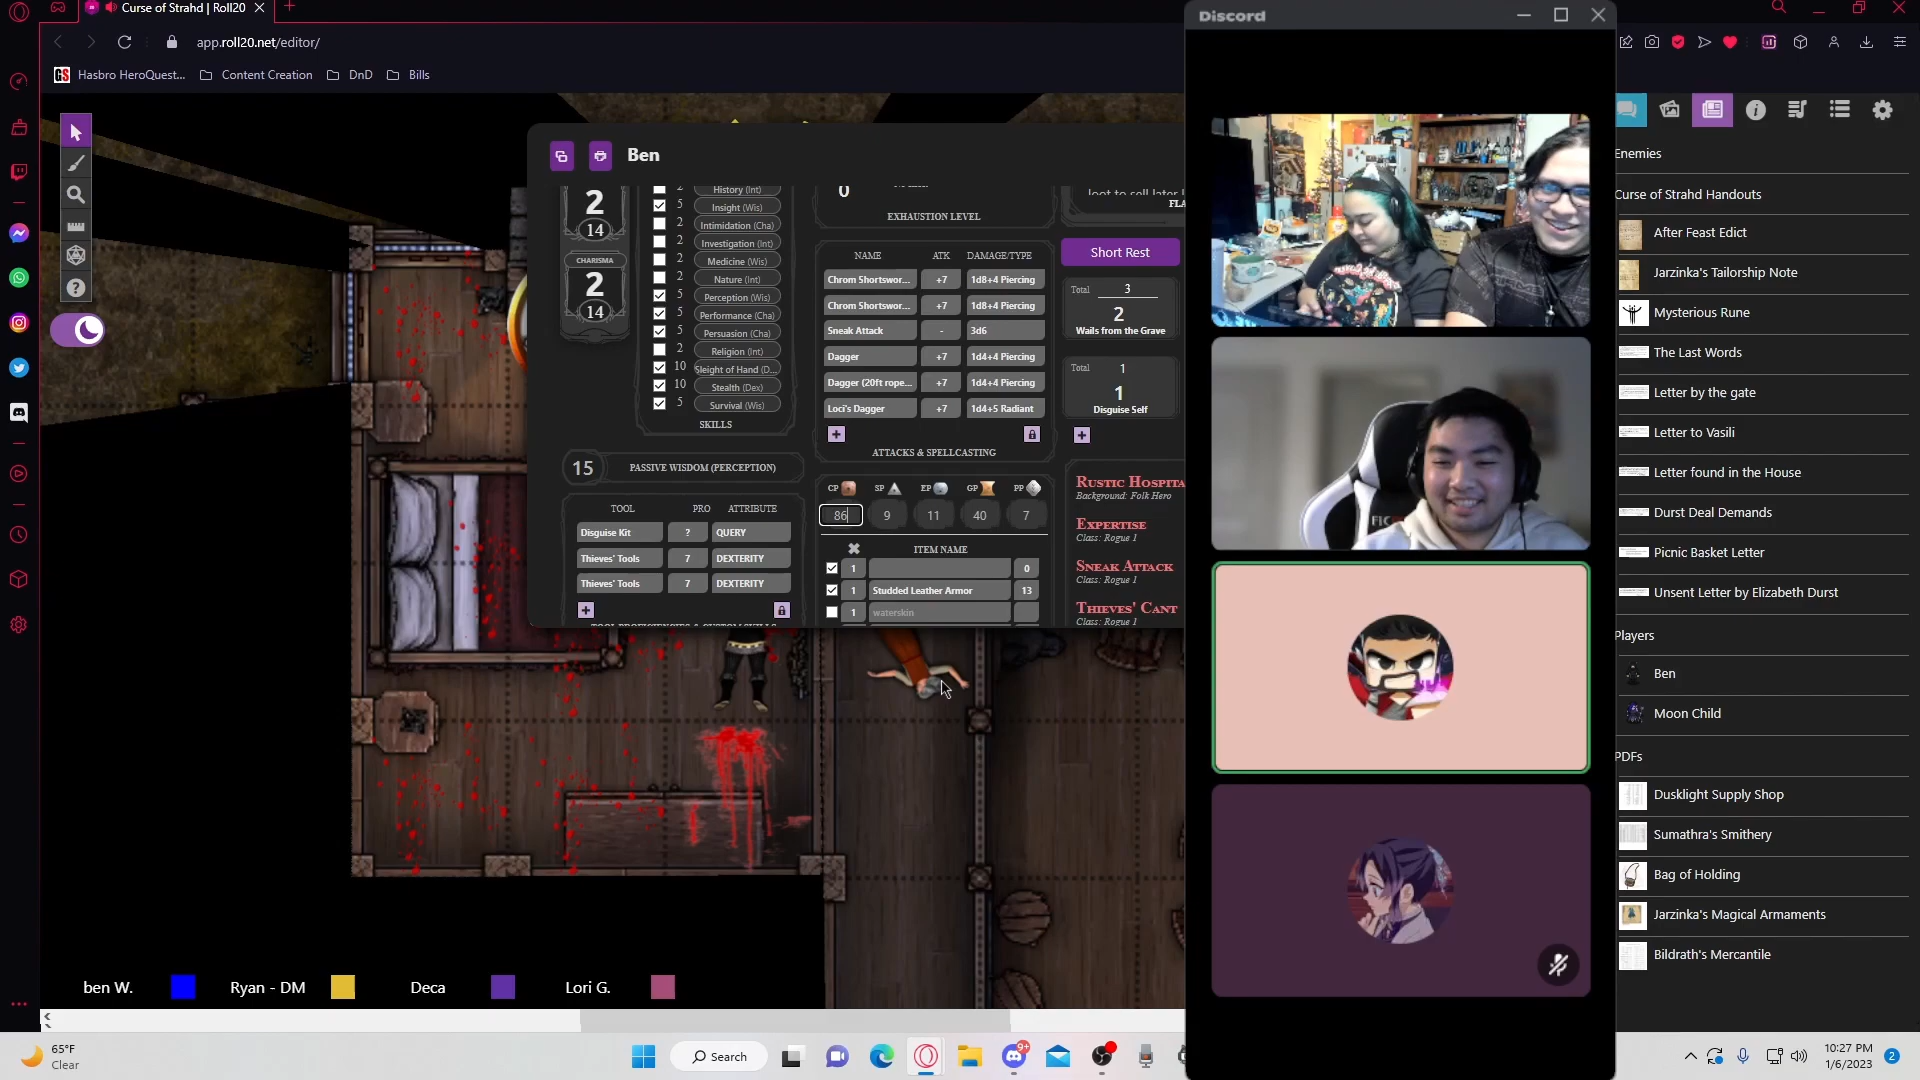 Curse of Strahd | Roll20
app.roll20.net/editor/
Hasbro HeroQuest...
Content Creation
DnD
Bills
Discord
Ben
2
14
CHARISMA
2
14
2 History (Int)
5 Insight (Wis)
2 Intimidation (Cha)
2 Investigation (Int)
2 Medicine (Wis)
2 Nature (Int)
5 Perception (Wis)
5 Performance (Cha)
5 Persuasion (Cha)
2 Religion (Int)
10 Sleight of Hand (D...
10 Stealth (Dex)
5 Survival (Wis)
SKILLS
15 PASSIVE WISDOM (PERCEPTION)
TOOL PRO ATTRIBUTE
Disguise Kit ? QUERY
Thieves' Tools 7 DEXTERITY
Thieves' Tools 7 DEXTERITY
TOOL PROFICIENCIES & CUSTOM SKILLS
0
EXHAUSTION LEVEL
NAME ATK DAMAGE/TYPE
Chrom Shortswor... +7 1d8+4 Piercing
Chrom Shortswor... +7 1d8+4 Piercing
Sneak Attack - 3d6
Dagger +7 1d4+4 Piercing
Dagger (20ft rope... +7 1d4+4 Piercing
Loci's Dagger +7 1d4+5 Radiant
ATTACKS & SPELLCASTING
CP SP EP GP PP
86 9 11 40 7
ITEM NAME
1 0
1 Studded Leather Armor 13
1 waterskin
loot to sell later
FLA
Short Rest
Total 3
2
Wails from the Grave
Total 1
1
Disguise Self
RUSTIC HOSPITA
Background: Folk Hero
EXPERTISE
Class: Rogue 1
SNEAK ATTACK
Class: Rogue 1
THIEVES' CANT
Class: Rogue 1
Enemies
Curse of Strahd Handouts
After Feast Edict
Jarzinka's Tailorship Note
Mysterious Rune
The Last Words
Letter by the gate
Letter to Vasili
Letter found in the House
Durst Deal Demands
Picnic Basket Letter
Unsent Letter by Elizabeth Durst
Players
Ben
Moon Child
PDFs
Dusklight Supply Shop
Sumathra's Smithery
Bag of Holding
Jarzinka's Magical Armaments
Bildrath's Mercantile
ben W.
Ryan - DM
Deca
Lori G.
65°F
Clear
Search
9+
10:27 PM
1/6/2023
2